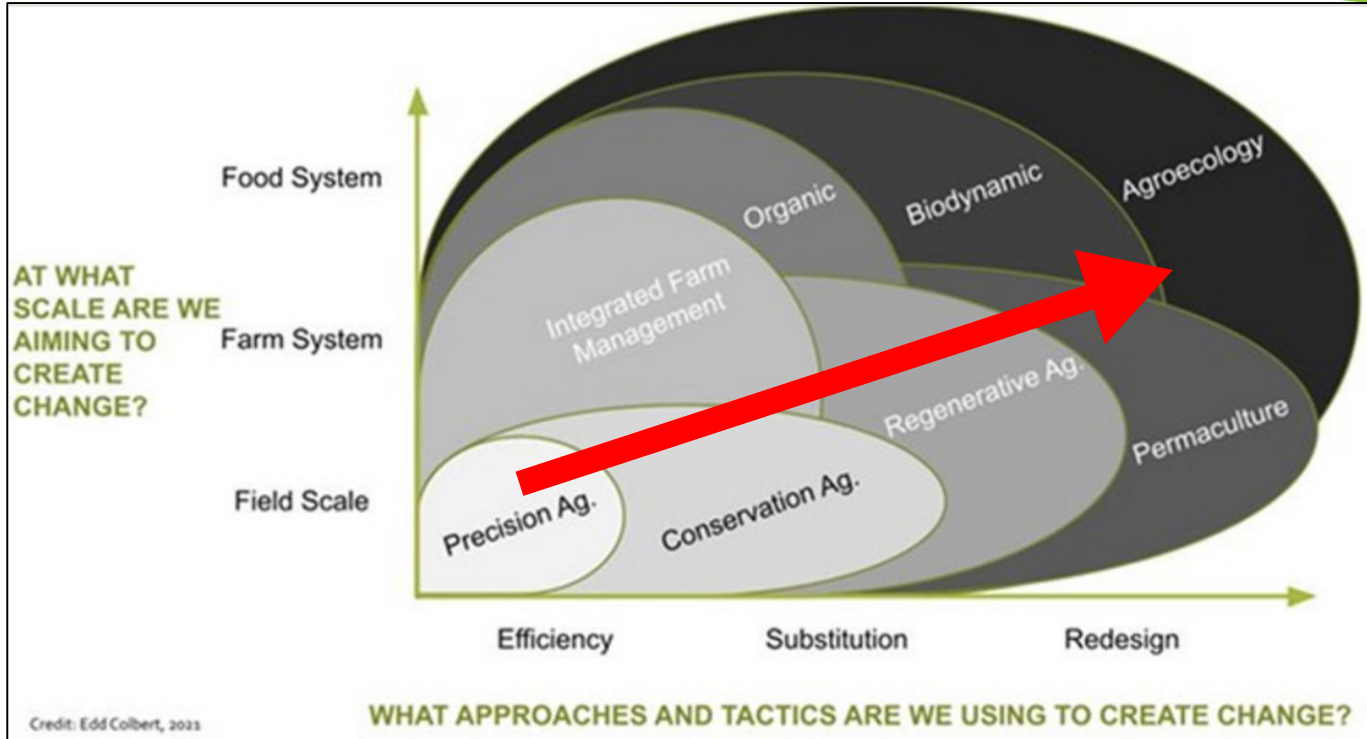 Food System
Farm System
Field Scale
AT WHAT
SCALE ARE WE
AIMING TO
CREATE
CHANGE?
Agroecology
Biodynamic
Organic
Integrated Farm
Management
Regenerative Ag.
Permaculture
Conservation Ag.
Precision Ag.
Efficiency
Substitution
Redesign
WHAT APPROACHES AND TACTICS ARE WE USING TO CREATE CHANGE?
Credit: Edd Colbert, 2021